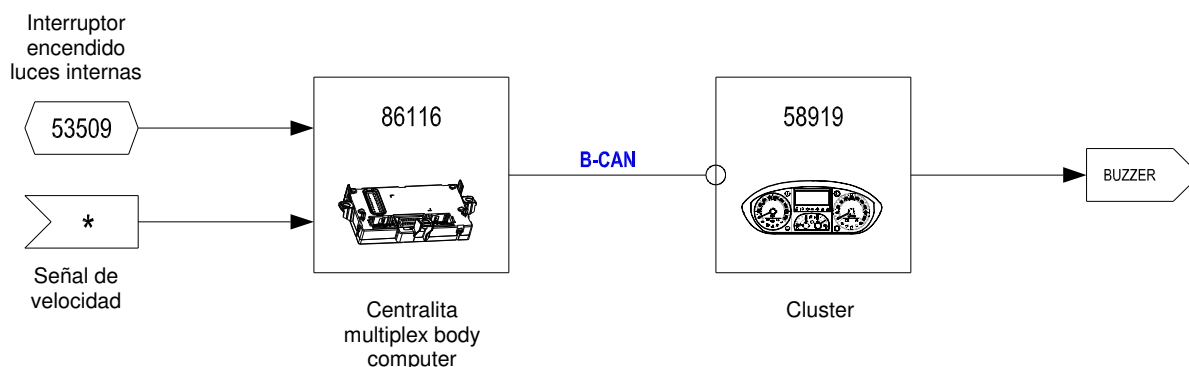 Interruptor
encendido
luces internas
53509
*
Señal de
velocidad
86116
Centralita
multiplex body
computer
B-CAN
58919
Cluster
BUZZER